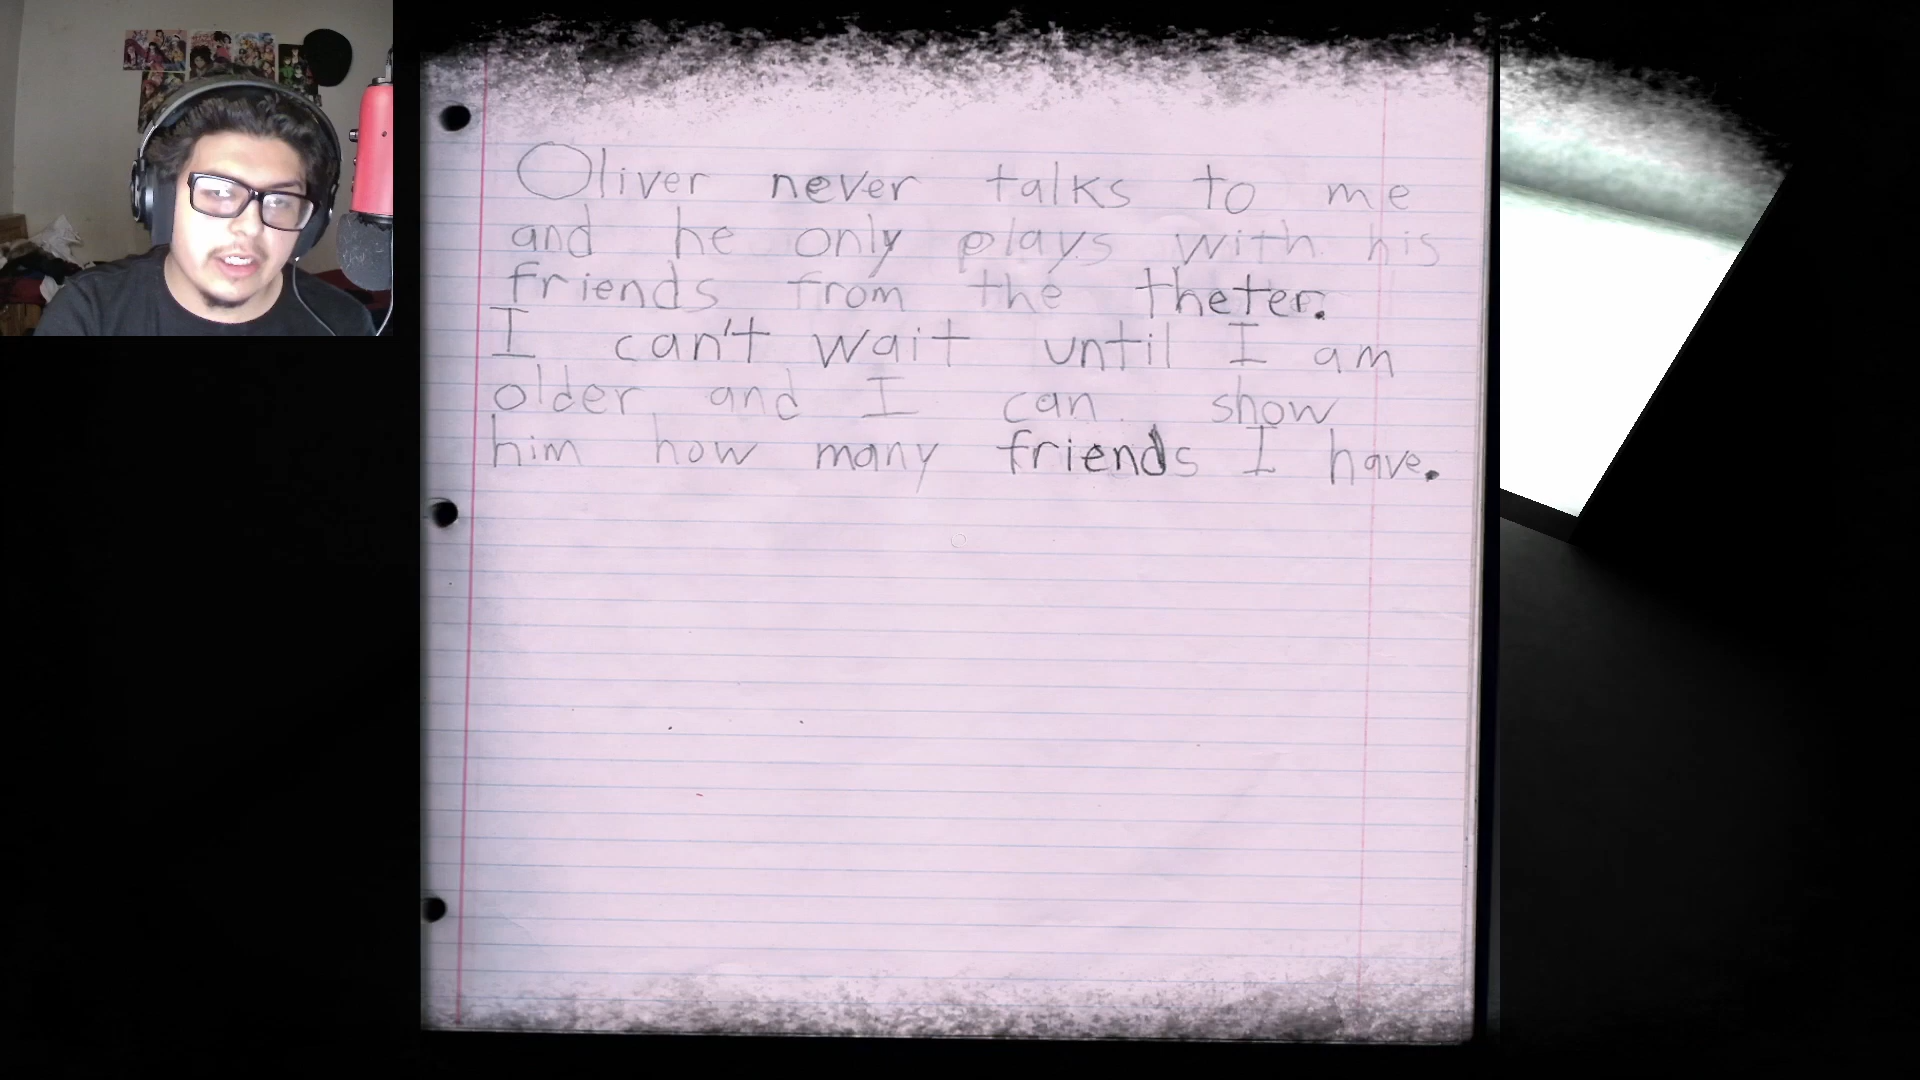 Oliver never talks to me
and he only plays with his
friends from the theter.
I can't wait until I am
older and I can show
him how many friends I have.